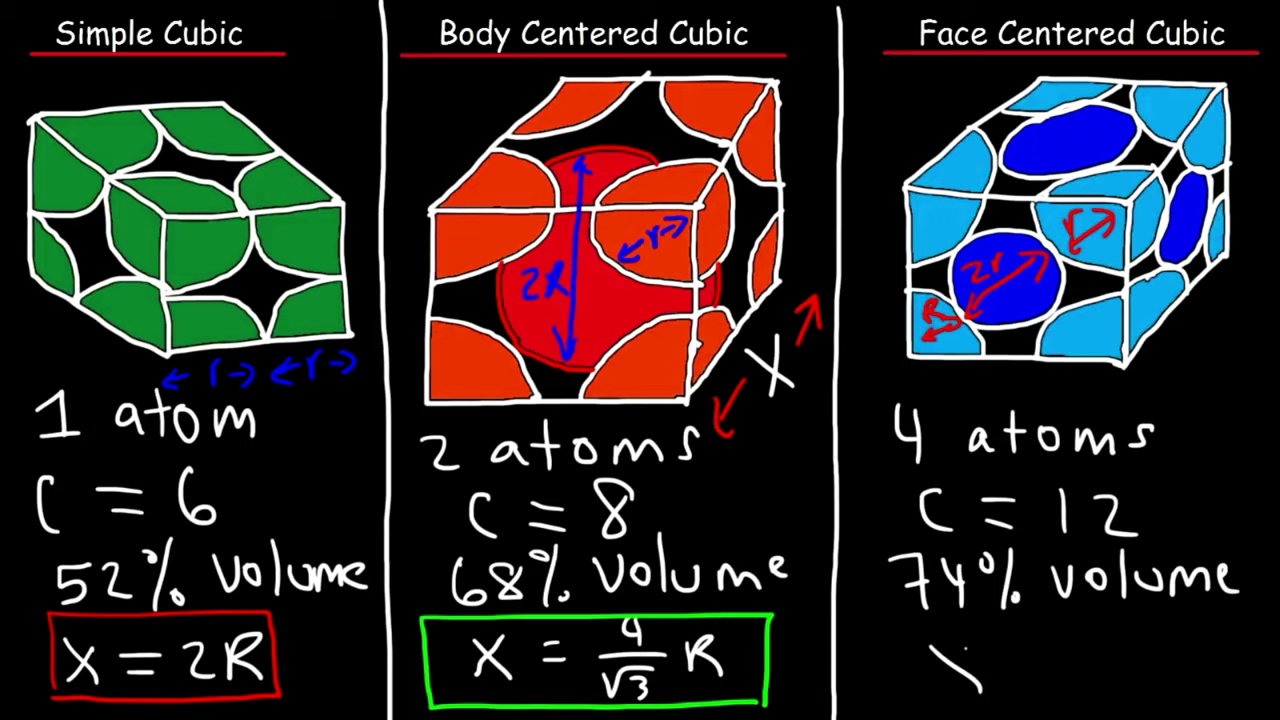 Simple Cubic
r r
1 atom
C = 6
52% volume
X = 2R
Body Centered Cubic
r
2R
X
2 atoms
C = 8
68% volume
X = 4/√3 R
Face Centered Cubic
r
2r
R
4 atoms
C = 12
74% volume